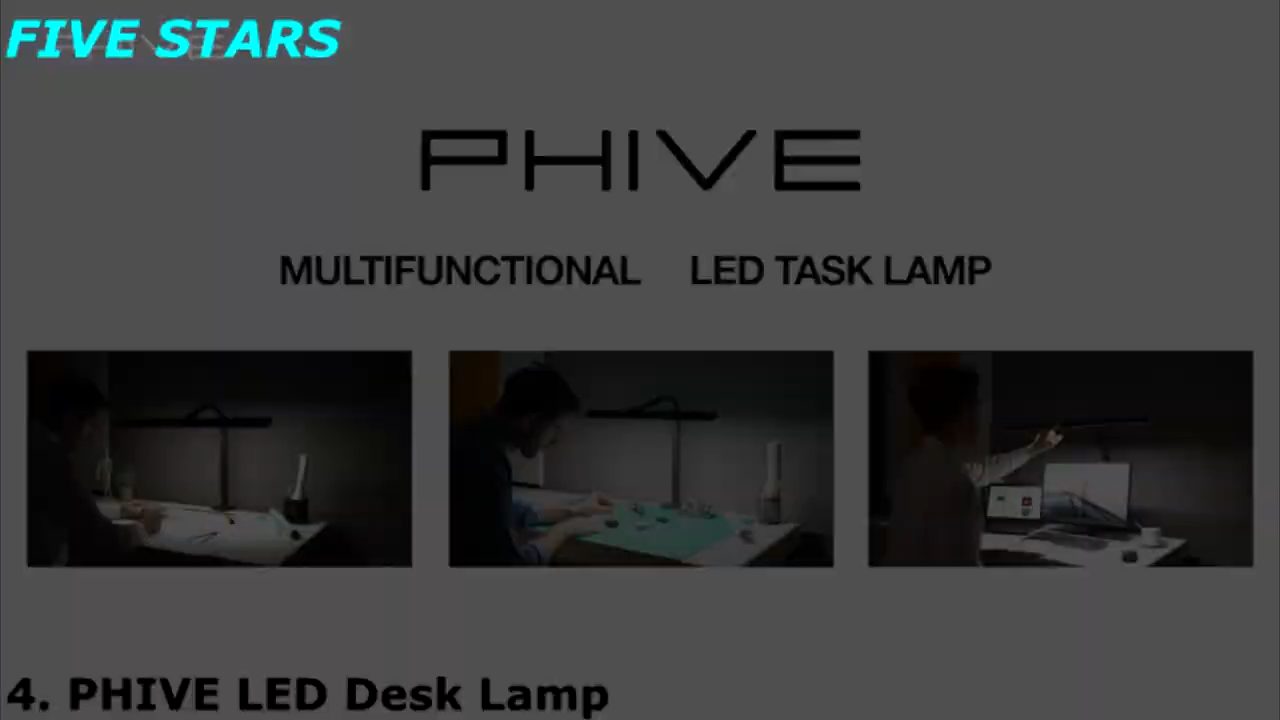 FIVE STARS
PHIVE
MULTIFUNCTIONAL LED TASK LAMP
4. PHIVE LED Desk Lamp